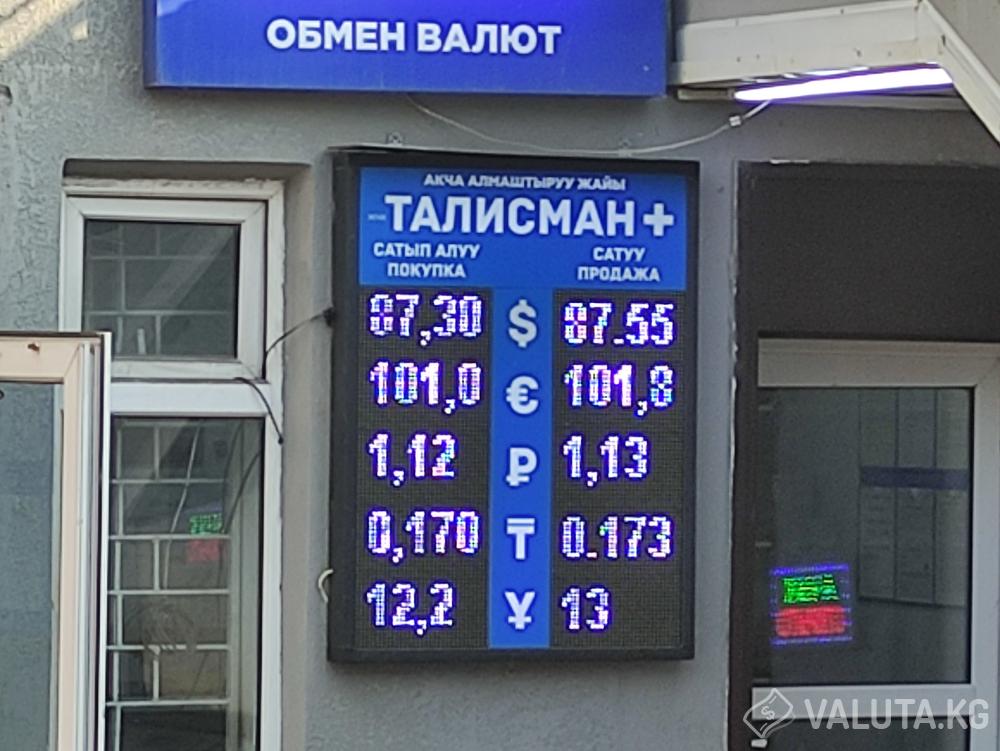 ОБМЕН ВАЛЮТ
АКЧА АЛМАШТЫРУУ ЖАЙЫ
ТАЛИСМАН+
САТЫП АЛУУ САТУУ
ПОКУПКА ПРОДАЖА
87,30 $ 87.55
101,0 € 101,8
1,12 ₽ 1,13
0,170 ₸ 0.173
12,2 ¥ 13
VALUTA.KG